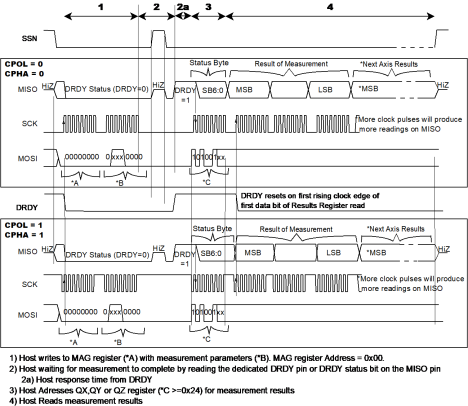 1 2 2a 3 4
SSN
Status Byte Result of Measurement *Next Axis Results
CPOL = 0
CPHA = 0
MISO HiZ DRDY Status (DRDY=0) HiZ DRDY =1 SB6:0 MSB LSB *MSB HiZ
SCK *More clock pulses will produce
more readings on MISO
MOSI 00000000 0 xxx 0000 101001xx
*A *B *C
DRDY DRDY resets on first rising clock edge of
first data bit of Results Register read
CPOL = 1
CPHA = 1
Status Byte Result of Measurement *Next Axis Results
MISO HiZ DRDY Status (DRDY=0) HiZ DRDY =1 SB6:0 MSB LSB *MSB HiZ
SCK *More clock pulses will produce
more readings on MISO
MOSI 00000000 0 xxx 0000 101001xx
*A *B *C
1) Host writes to MAG register (*A) with measurement parameters (*B). MAG register Address = 0x00.
2) Host waiting for measurement to complete by reading the dedicated DRDY pin or DRDY status bit on the MISO pin
2a) Host response time from DRDY
3) Host Adresses QX,QY or QZ register (*C >=0x24) for measurement results
4) Host Reads measurement results